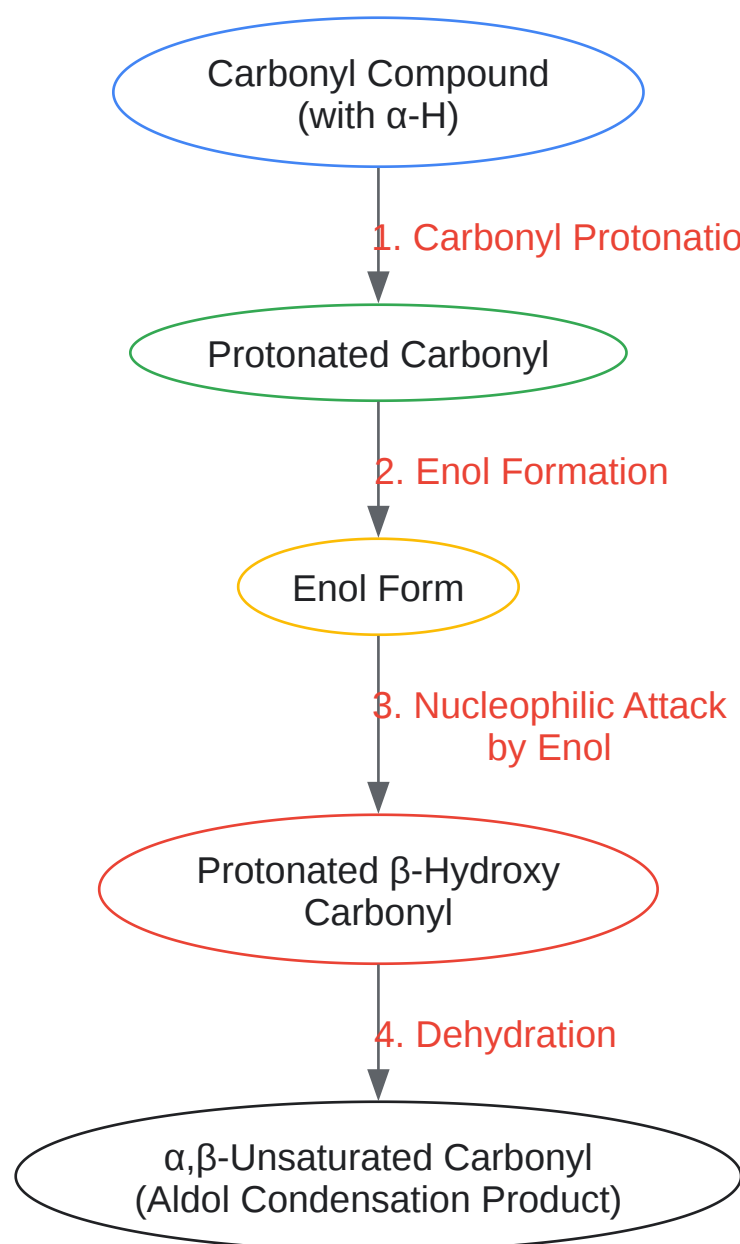 Carbonyl Compound
(with α-H)
1. Carbonyl Protonatio
Protonated Carbonyl
2. Enol Formation
Enol Form
3. Nucleophilic Attack
by Enol
Protonated β-Hydroxy
Carbonyl
4. Dehydration
α,β-Unsaturated Carbonyl
(Aldol Condensation Product)